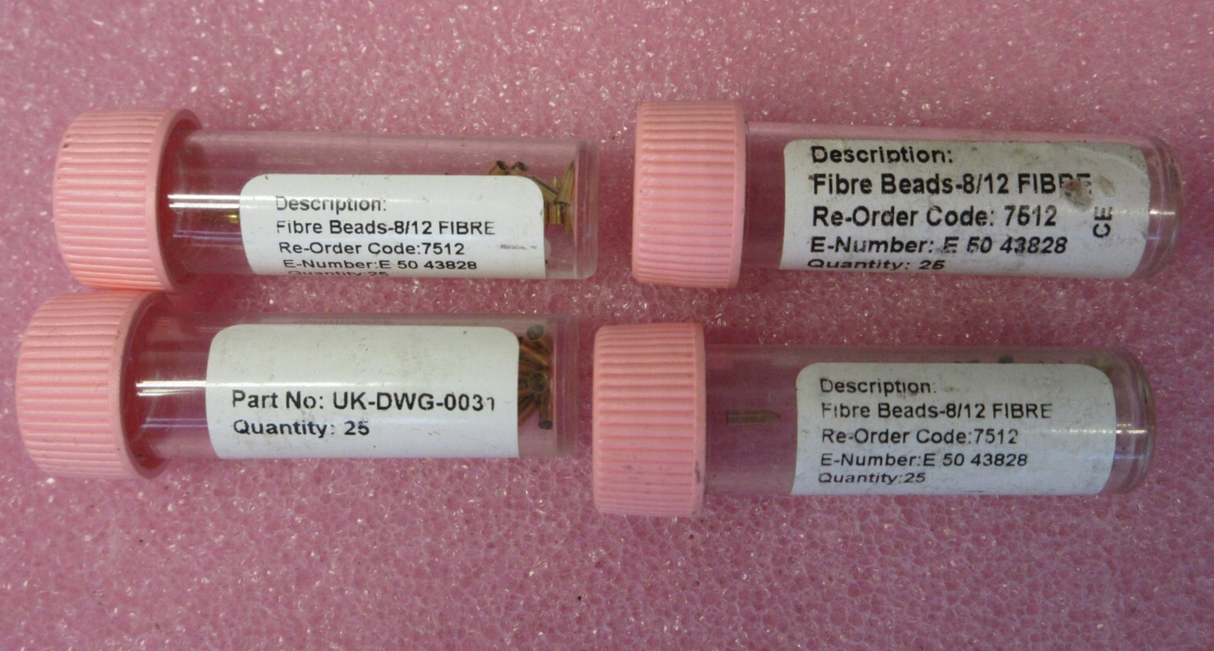 Description:
Fibre Beads-8/12 FIBRE
Re-Order Code:7512
E-Number:E 50 43828
Quantity:25
Description:
Fibre Beads-8/12 FIBRE
Re-Order Code: 7512
E-Number: E 50 43828
Quantity: 25
CE
Part No: UK-DWG-0031
Quantity: 25
Description:
Fibre Beads-8/12 FIBRE
Re-Order Code:7512
E-Number:E 50 43828
Quantity:25